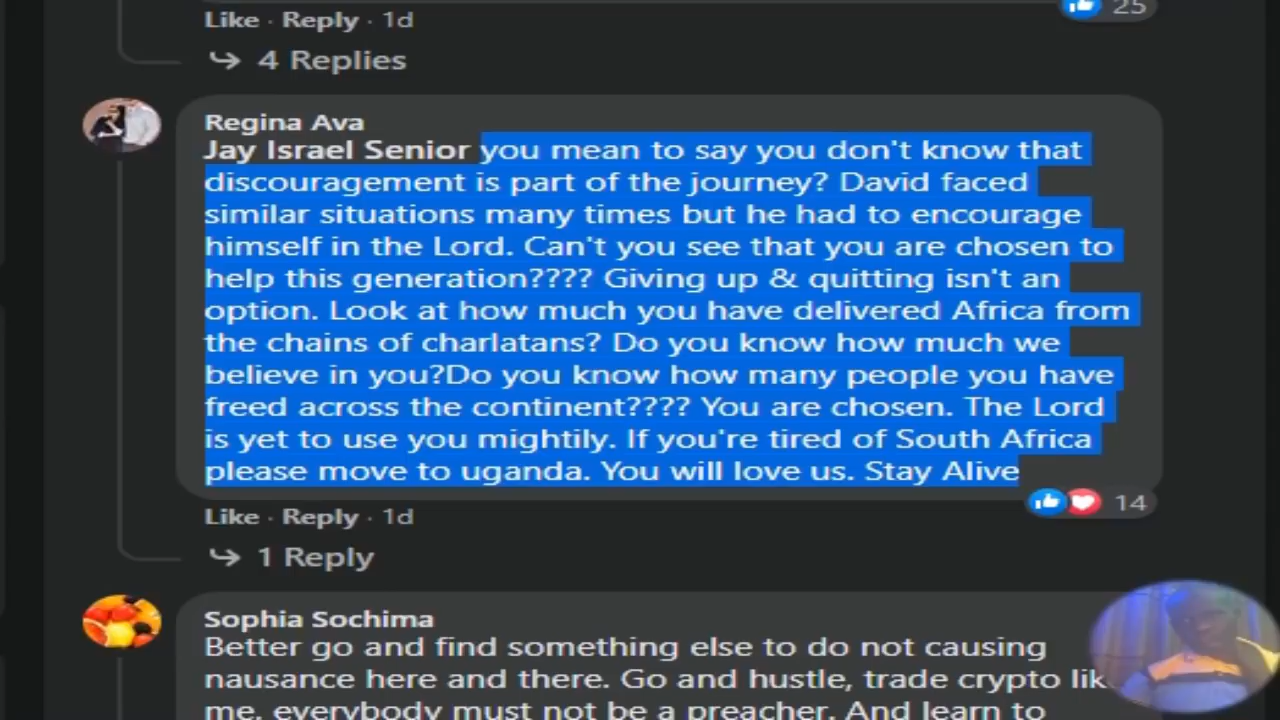 Like · Reply · 1d
25
4 Replies
Regina Ava
Jay Israel Senior you mean to say you don't know that
discouragement is part of the journey? David faced
similar situations many times but he had to encourage
himself in the Lord. Can't you see that you are chosen to
help this generation???? Giving up & quitting isn't an
option. Look at how much you have delivered Africa from
the chains of charlatans? Do you know how much we
believe in you?Do you know how many people you have
freed across the continent???? You are chosen. The Lord
is yet to use you mightily. If you're tired of South Africa
please move to uganda. You will love us. Stay Alive
14
Like · Reply · 1d
1 Reply
Sophia Sochima
Better go and find something else to do not causing
nausance here and there. Go and hustle, trade crypto
me, everybody must not be a preacher. And learn to